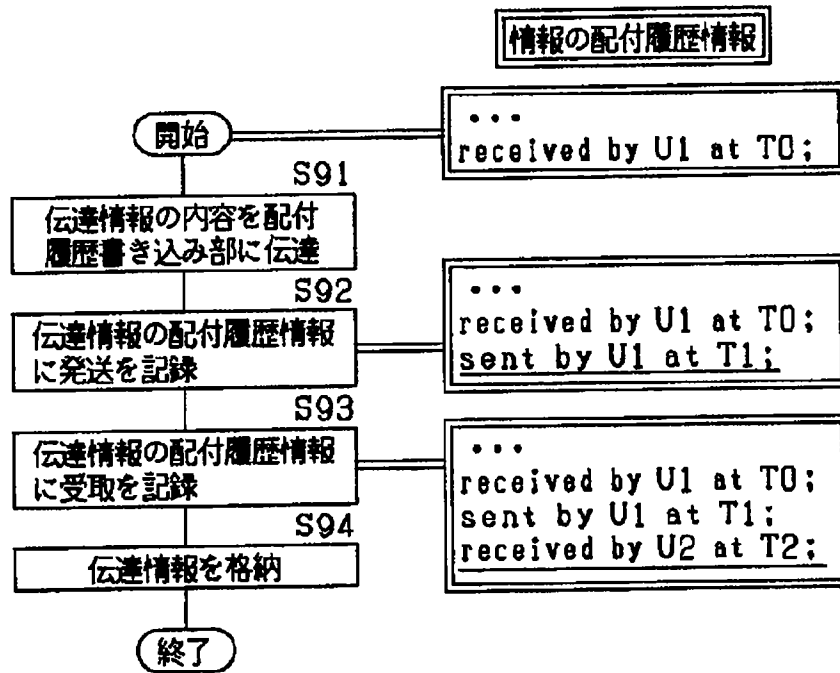 情報の配付履歴情報
開始
•••
received by U1 at T0;
S91
伝達情報の内容を配付
履歴書き込み部に伝達
S92
伝達情報の配付履歴情報
に発送を記録
•••
received by U1 at T0;
sent by U1 at T1;
S93
伝達情報の配付履歴情報
に受取を記録
•••
received by U1 at T0;
sent by U1 at T1;
received by U2 at T2;
S94
伝達情報を格納
終了